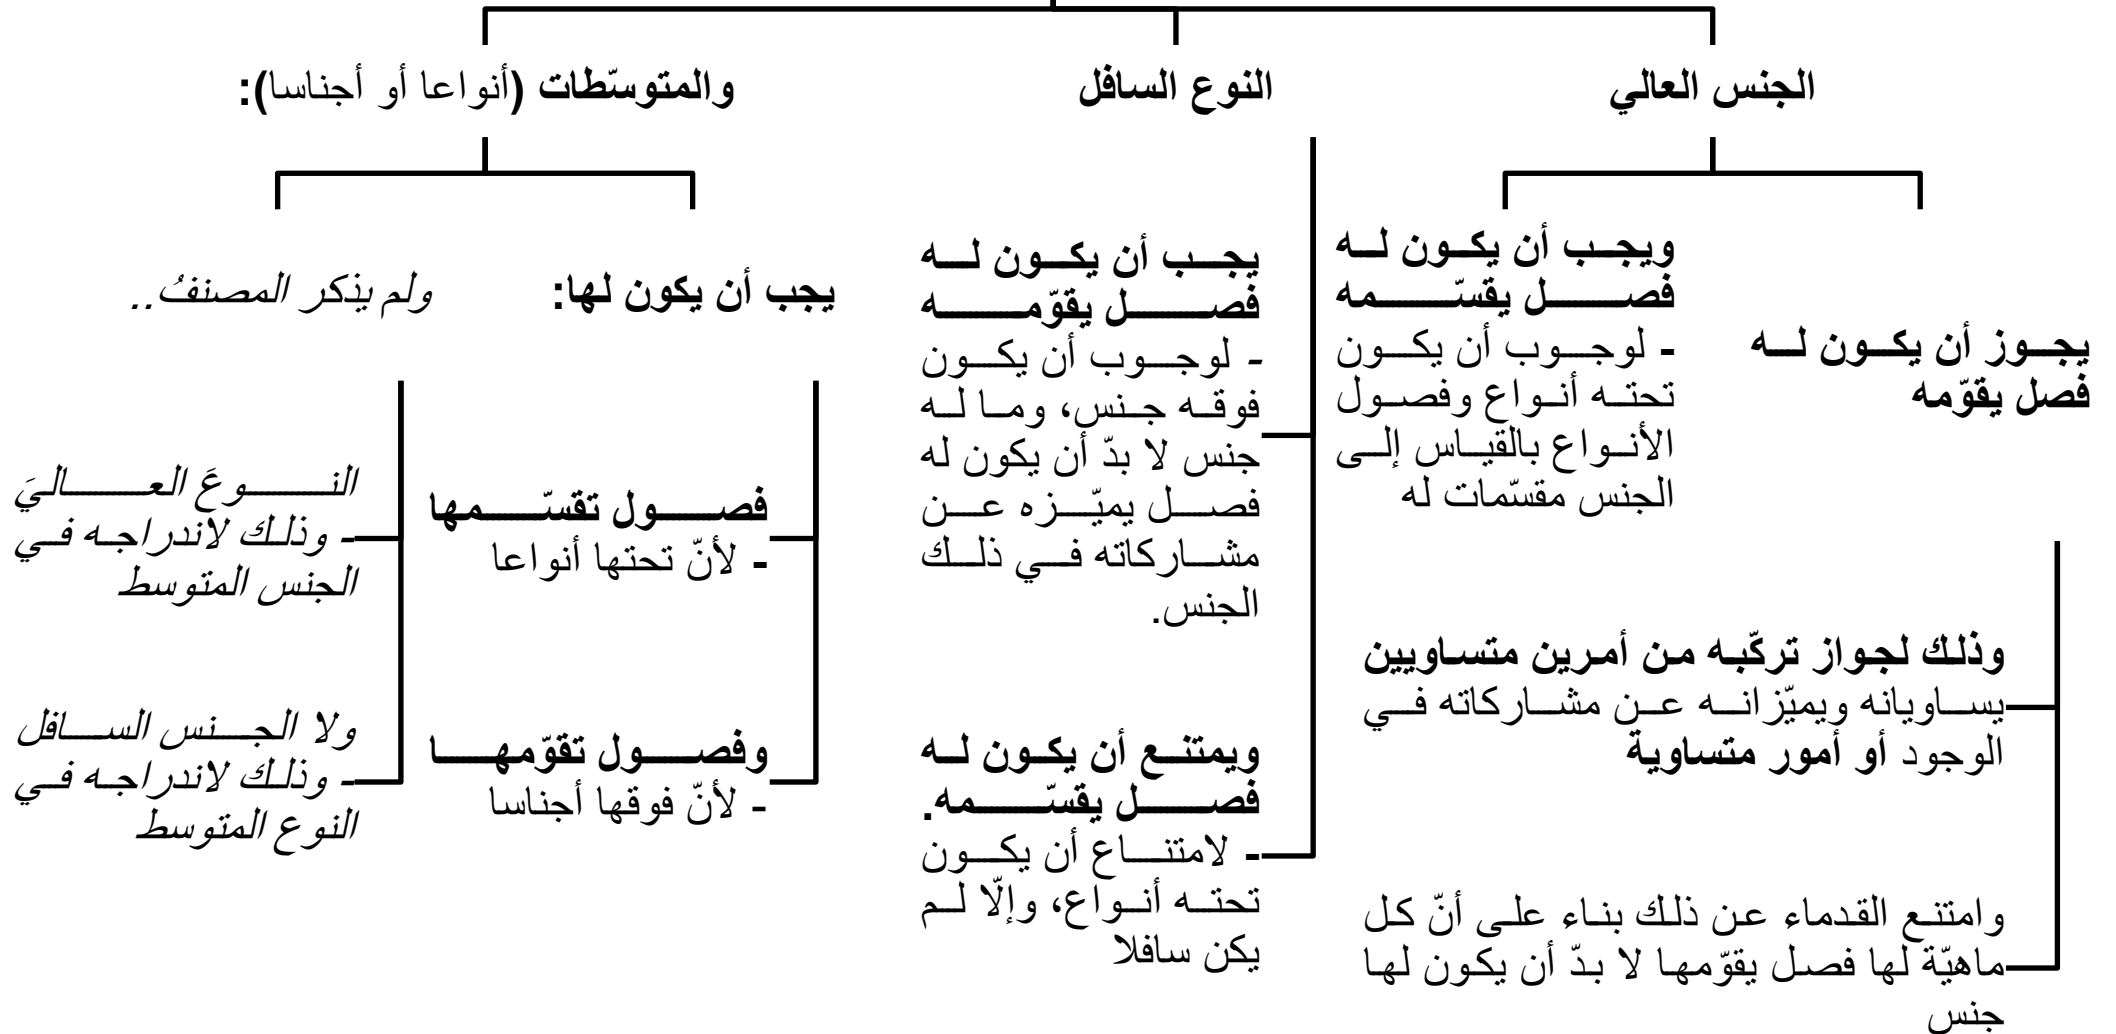 الجنس العالي
النوع السافل
والمتوسّطات (أنواعا أو أجناسا):
يجوز أن يكون له
فصل يقوّمه
ويجب أن يكون له
فصل يقسّمه
- لوجوب أن يكون
تحته أنواع وفصول
الأنواع بالقياس إلى
الجنس مقسّمات له
وذلك لجواز تركّبه من أمرين متساويين
يساويانه ويميّزانه عن مشاركاته في
الوجود أو أمور متساوية
وامتنع القدماء عن ذلك بناء على أنّ كل
ماهيّة لها فصل يقوّمها لا بدّ أن يكون لها
جنس
يجب أن يكون له
فصل يقوّمه
- لوجوب أن يكون
فوقه جنس، وما له
جنس لا بدّ أن يكون له
فصل يميّزه عن
مشاركاته في ذلك
الجنس.
ويمتنع أن يكون له
فصل يقسّمه.
- لامتناع أن يكون
تحته أنواع، وإلّا لم
يكن سافلا
يجب أن يكون لها:
فصول تقسّمها
- لأنّ تحتها أنواعا
وفصول تقوّمها
- لأنّ فوقها أجناسا
ولم يذكر المصنفُ..
النوعَ العاليَ
- وذلك لاندراجه في
الجنس المتوسط
ولا الجنس السافل
- وذلك لاندراجه في
النوع المتوسط